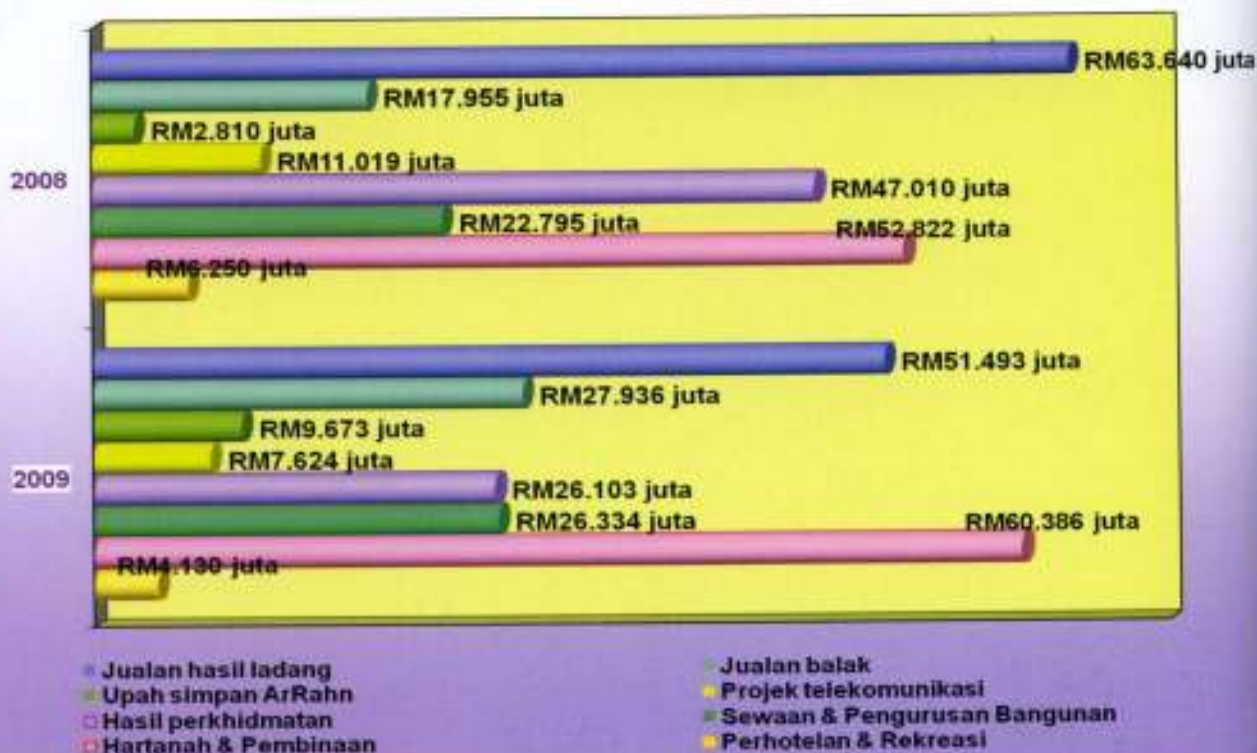 RM63.640 juta
RM17.955 juta
RM2.810 juta
RM11.019 juta
2008
RM47.010 juta
RM22.795 juta
RM52.822 juta
RM6.250 juta
RM51.493 juta
RM27.936 juta
RM9.673 juta
RM7.624 juta
2009
RM26.103 juta
RM26.334 juta
RM60.386 juta
RM4.130 juta
Jualan hasil ladang
Jualan balak
Upah simpan ArRahn
Projek telekomunikasi
Hasil perkhidmatan
Sewaan & Pengurusan Bangunan
Hartanah & Pembinaan
Perhotelan & Rekreasi